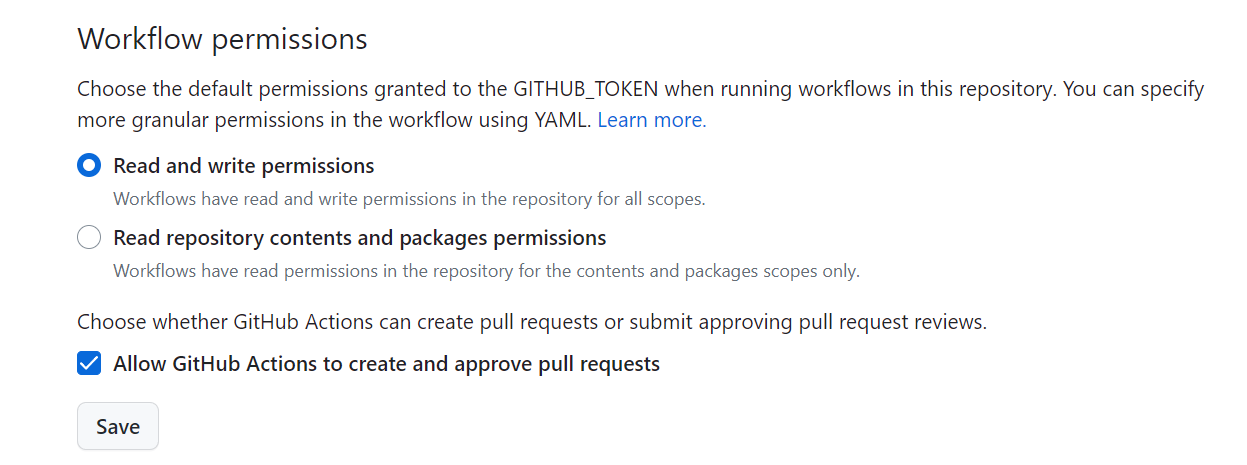 Workflow permissions
Choose the default permissions granted to the GITHUB_TOKEN when running workflows in this repository. You can specify
more granular permissions in the workflow using YAML. Learn more.
Read and write permissions
Workflows have read and write permissions in the repository for all scopes.
Read repository contents and packages permissions
Workflows have read permissions in the repository for the contents and packages scopes only.
Choose whether GitHub Actions can create pull requests or submit approving pull request reviews.
Allow GitHub Actions to create and approve pull requests
Save